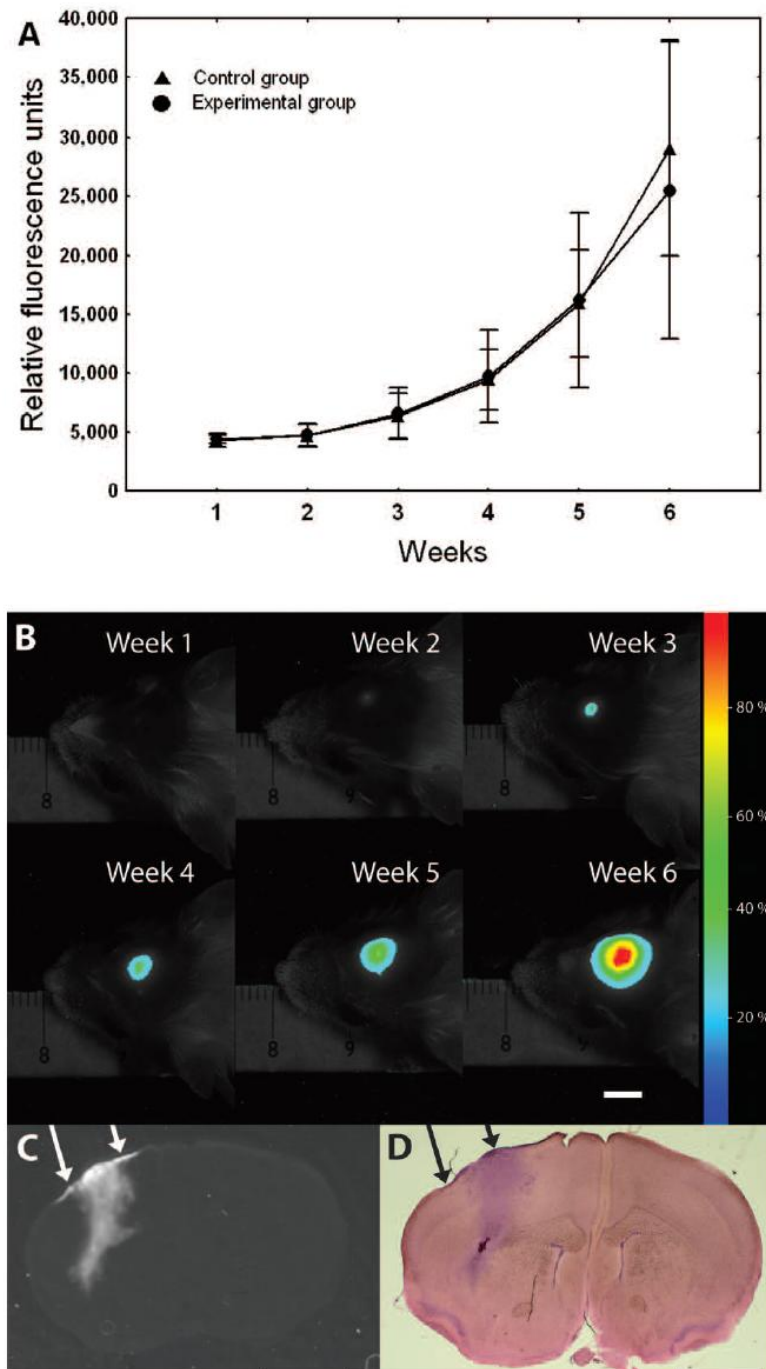 A
40,000
35,000
30,000
25,000
20,000
15,000
10,000
5,000
0
Relative fluorescence units
Control group
Experimental group
1 2 3 4 5 6
Weeks
B
Week 1
Week 2
Week 3
8
8 9
8
80 %
60 %
Week 4
Week 5
Week 6
40 %
20 %
8
8 9
8 9
C
D